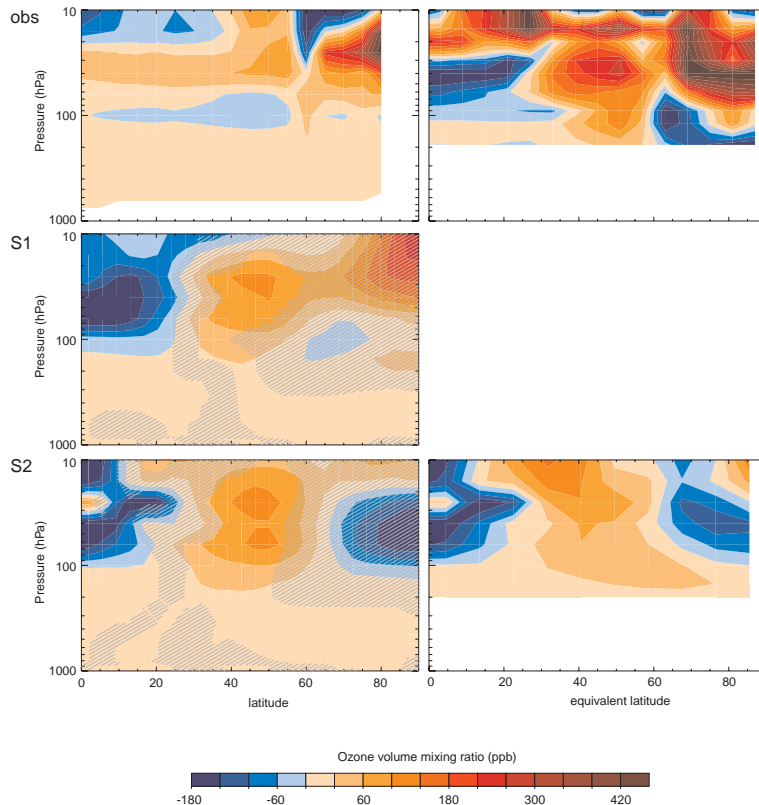 obs
10
100
1000
Pressure (hPa)
S1
10
100
1000
Pressure (hPa)
S2
10
100
1000
Pressure (hPa)
0 20 40 60 80
latitude
0 20 40 60 80
equivalent latitude
Ozone volume mixing ratio (ppb)
-180 -60 60 180 300 420